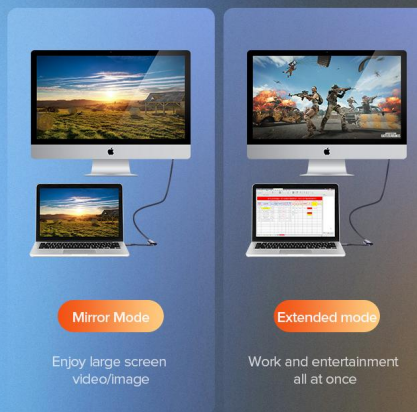 Mirror Mode
Enjoy large screen
video/image
Extended mode
Work and entertainment
all at once